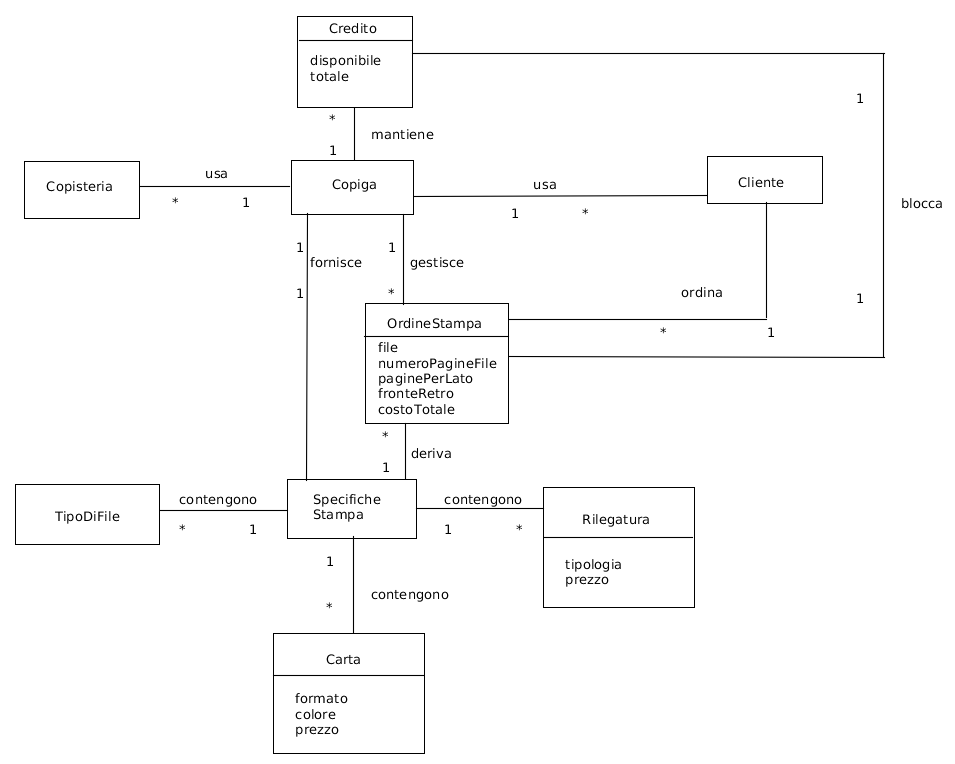 Credito
disponibile
totale
1
*
mantiene
1
Copisteria
usa
*
1
Copiga
usa
1
*
Cliente
blocca
1
fornisce
1
1
gestisce
*
ordina
1
*
1
OrdineStampa
file
numeroPagineFile
paginePerLato
fronteRetro
costoTotale
*
deriva
1
TipoDiFile
contengono
*
1
Specifiche
Stampa
contengono
1
*
Rilegatura
tipologia
prezzo
1
contengono
*
Carta
formato
colore
prezzo